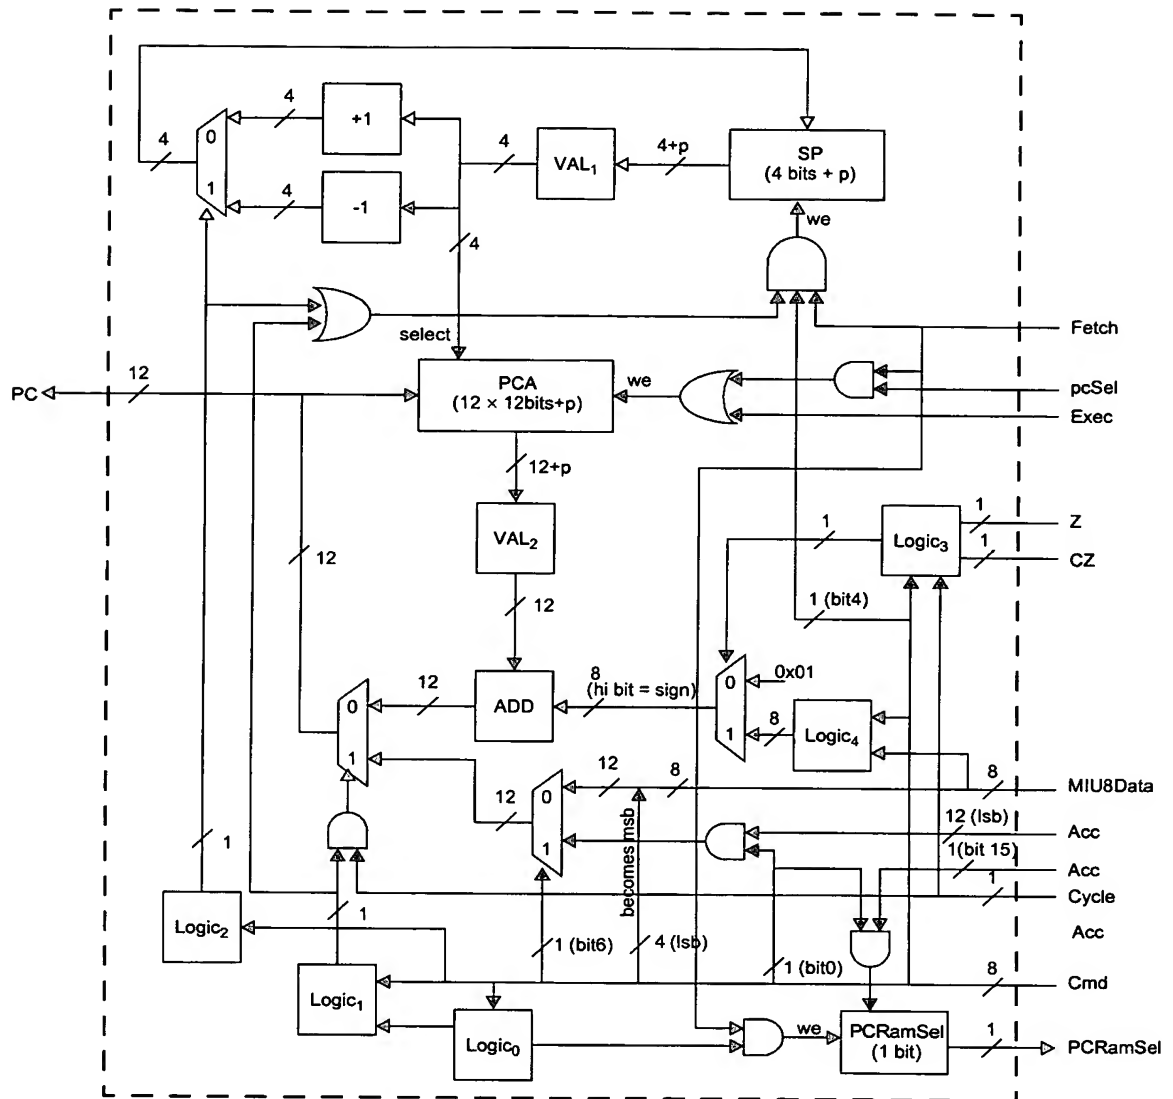 4
+1
4
0
1
4
-1
4
VAL1
4+p
SP
(4 bits + p)
we
4
select
Fetch
PC
12
PCA
(12 × 12bits+p)
we
pcSel
Exec
12+p
VAL2
12
12
1
Logic3
1
Z
1
CZ
1 (bit4)
8
(hi bit = sign)
0
1
0x01
8
Logic4
12
ADD
0
1
12
12
8
8
MIU8Data
0
1
becomes msb
12 (lsb)
Acc
1(bit 15)
Acc
1
Cycle
Acc
1
Logic2
1
1 (bit6)
4 (lsb)
1 (bit0)
8
Cmd
Logic1
Logic0
we
PCRamSel
(1 bit)
1
PCRamSel